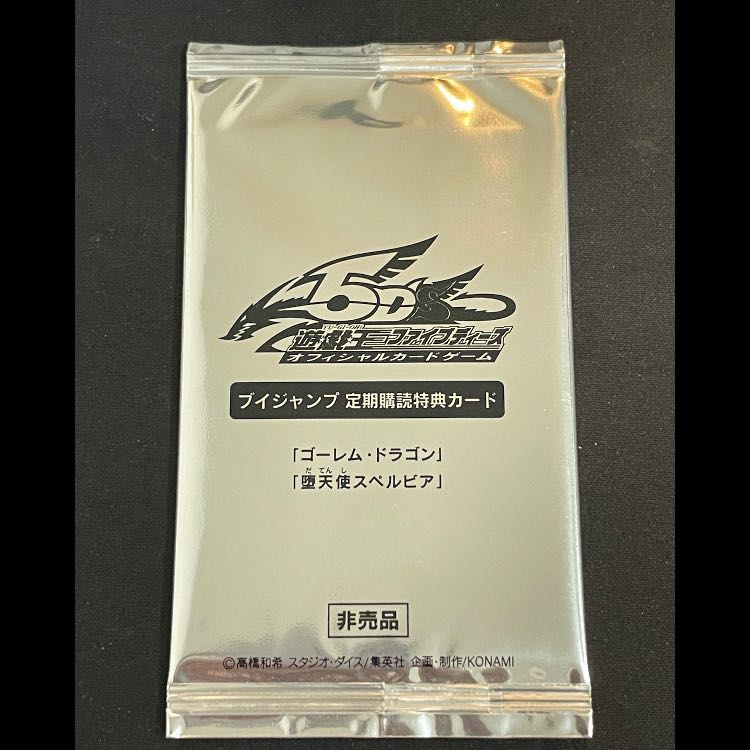 5D's
YU-GI-OH!
遊戯王ファイブディーズ
オフィシャルカードゲーム
ブイジャンプ 定期購読特典カード
「ゴーレム・ドラゴン」
だ てん し
「堕天使スペルビア」
非売品
©高橋和希 スタジオ・ダイス/集英社 企画・制作/KONAMI